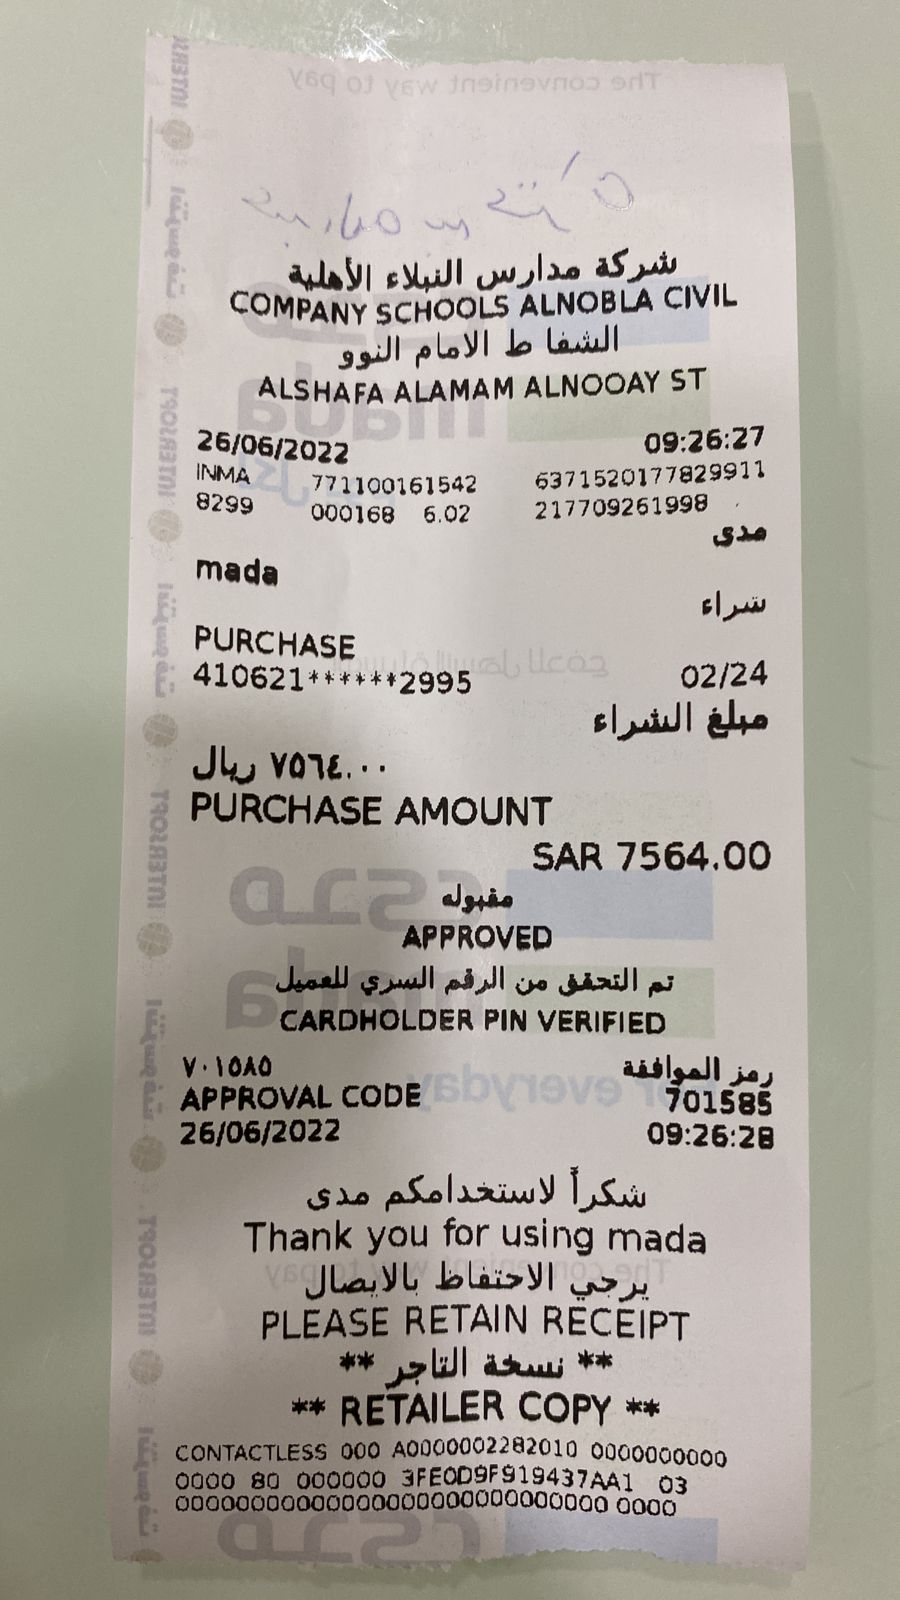 شركة مدارس النبلاء الأهلية
COMPANY SCHOOLS ALNOBLA CIVIL
الشفا ط الامام النوو
ALSHAFA ALAMAM ALNOOAY ST
26/06/2022 09:26:27
INMA 771100161542 6371520177829911
8299 000168 6.02 217709261998
مدى
mada
شراء
PURCHASE
410621******2995 02/24
مبلغ الشراء
٧٥٦٤.٠٠ ريال
PURCHASE AMOUNT
SAR 7564.00
مقبوله
APPROVED
تم التحقق من الرقم السري للعميل
CARDHOLDER PIN VERIFIED
٧٠١٥٨٥ رمز الموافقة
APPROVAL CODE 701585
26/06/2022 09:26:28
شكراً لاستخدامكم مدى
Thank you for using mada
يرجي الاحتفاظ بالايصال
PLEASE RETAIN RECEIPT
** نسخة التاجر **
** RETAILER COPY **
CONTACTLESS 000 A0000002282010 0000000000
0000 80 000000 3FE0D9F919437AA1 03
0000000000000000000000000000000 0000